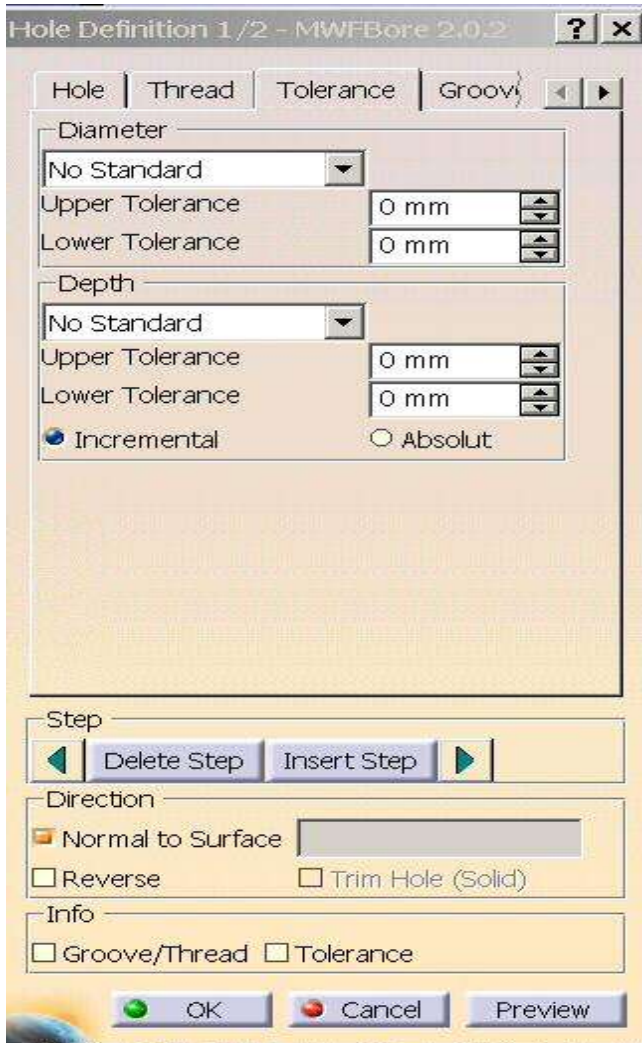 Hole Definition 1/2 - MWFBore 2.0.2 ? ×
Hole Thread Tolerance Groov
Diameter
No Standard
Upper Tolerance 0 mm
Lower Tolerance 0 mm
Depth
No Standard
Upper Tolerance 0 mm
Lower Tolerance 0 mm
Incremental Absolut
Step
Delete Step Insert Step
Direction
Normal to Surface
Reverse Trim Hole (Solid)
Info
Groove/Thread Tolerance
OK Cancel Preview